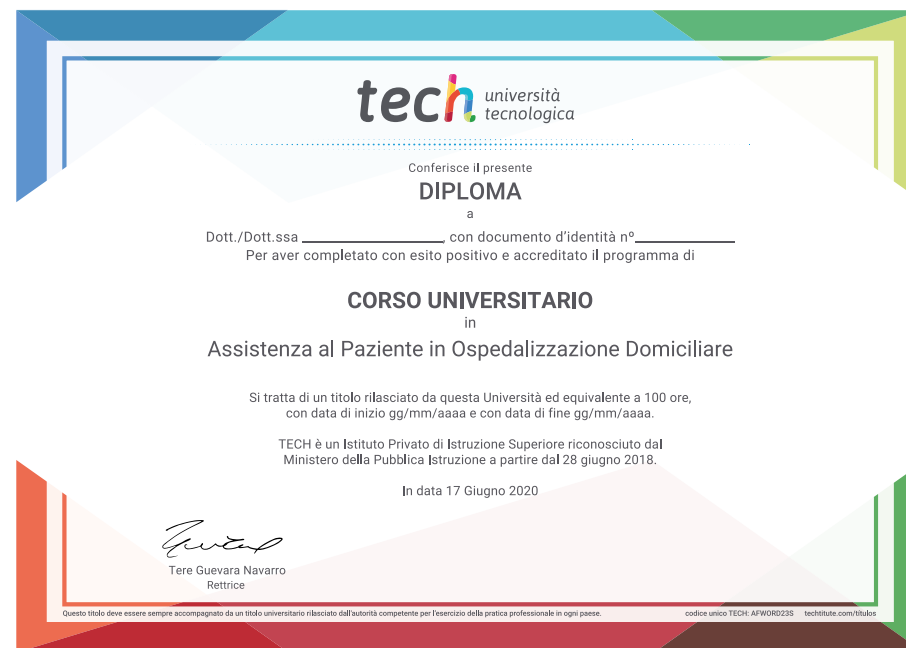 tech università
tecnologica
Conferisce il presente
DIPLOMA
a
Dott./Dott.ssa ________________, con documento d'identità nº___________
Per aver completato con esito positivo e accreditato il programma di
CORSO UNIVERSITARIO
in
Assistenza al Paziente in Ospedalizzazione Domiciliare
Si tratta di un titolo rilasciato da questa Università ed equivalente a 100 ore,
con data di inizio gg/mm/aaaa e con data di fine gg/mm/aaaa.
TECH è un Istituto Privato di Istruzione Superiore riconosciuto dal
Ministero della Pubblica Istruzione a partire dal 28 giugno 2018.
In data 17 Giugno 2020
Tere Guevara Navarro
Rettrice
Questo titolo deve essere sempre accompagnato da un titolo universitario rilasciato dall'autorità competente per l'esercizio della pratica professionale in ogni paese. codice unico TECH: AFWORD23S techtitute.com/títulos